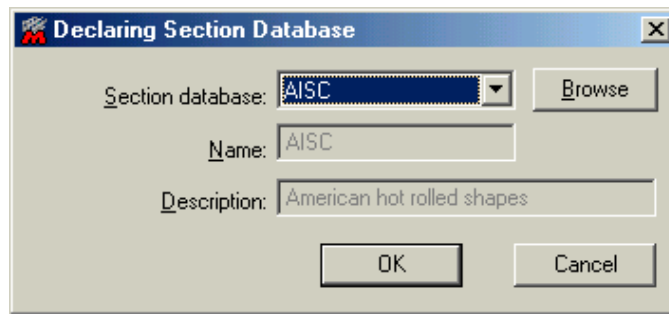 Declaring Section Database
Section database: AISC Browse
Name: AISC
Description: American hot rolled shapes
OK Cancel